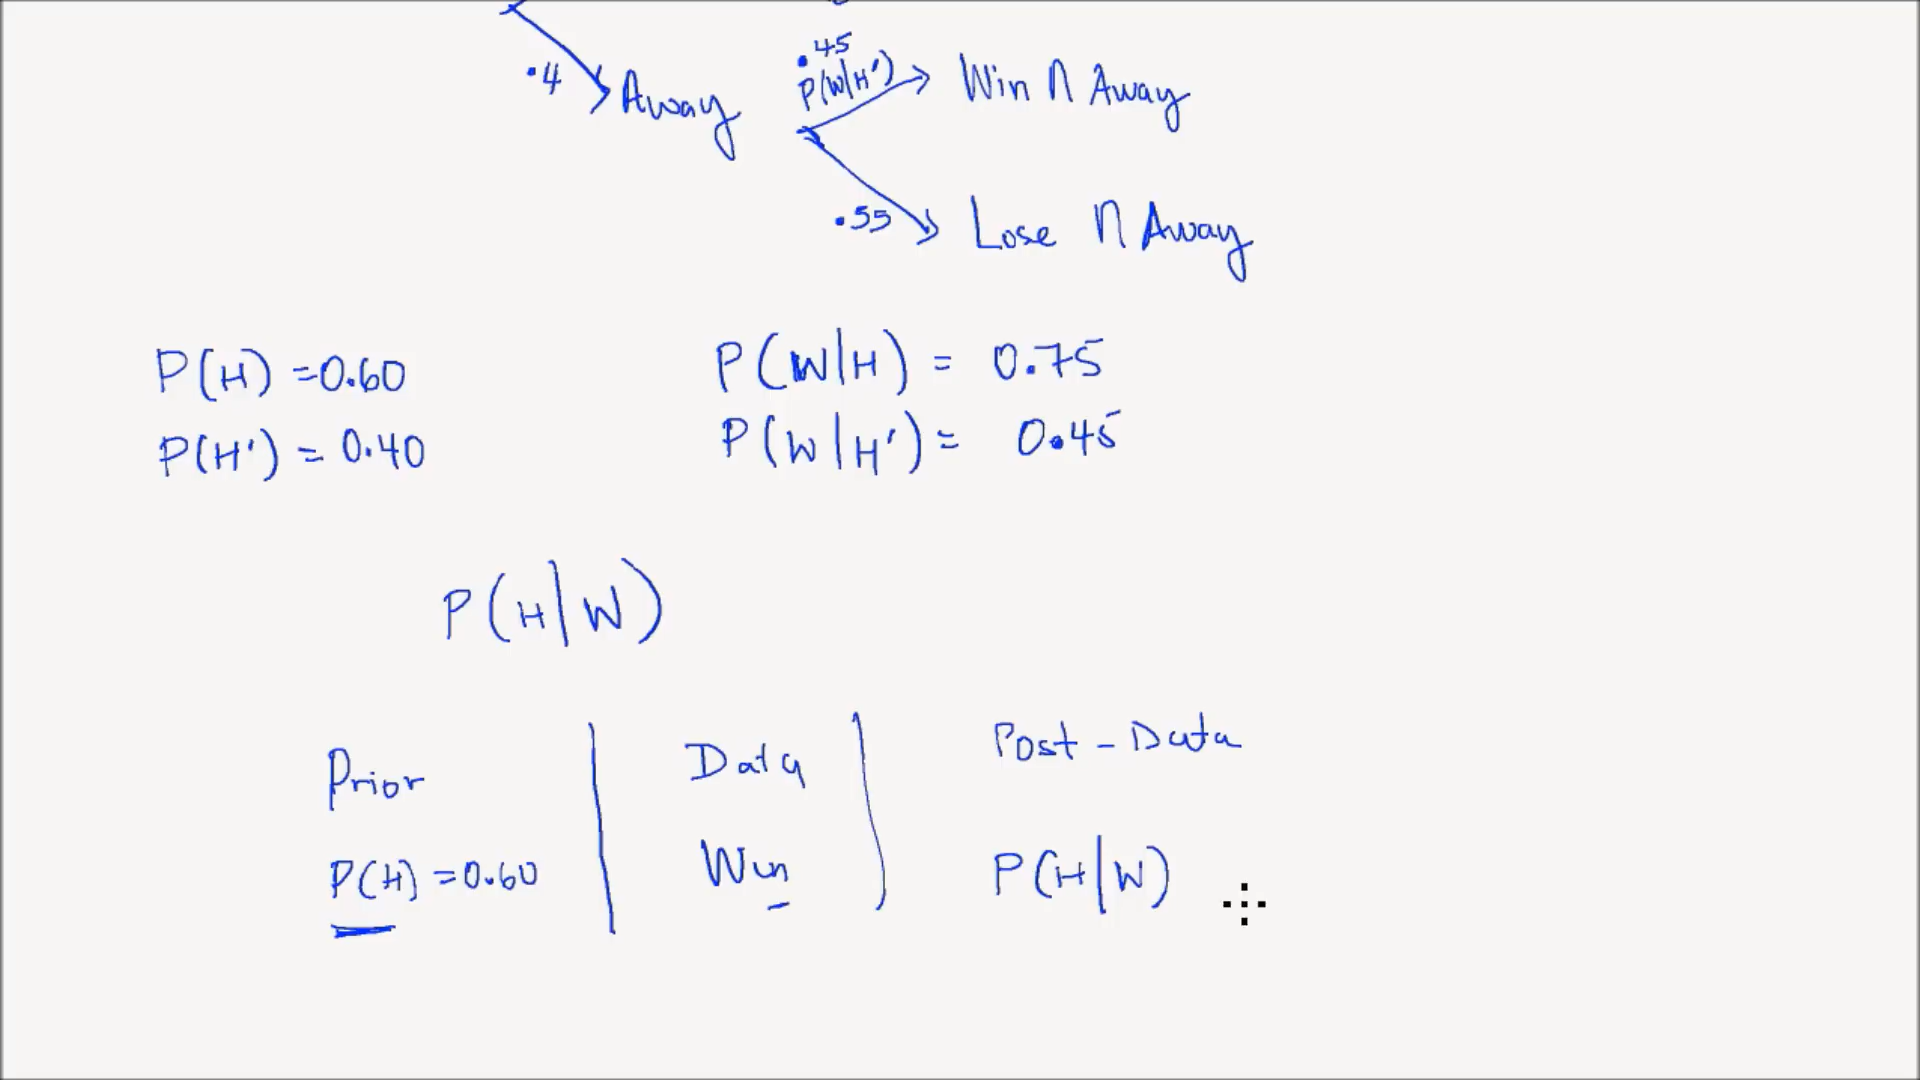 .45
P(W|H')
Win ∩ Away
.4
Away
.55
Lose ∩ Away
P(H) = 0.60
P(W|H) = 0.75
P(H') = 0.40
P(W|H') = 0.45
P(H|W)
Prior
Data
Post-Data
P(H) = 0.60
Win
P(H|W)